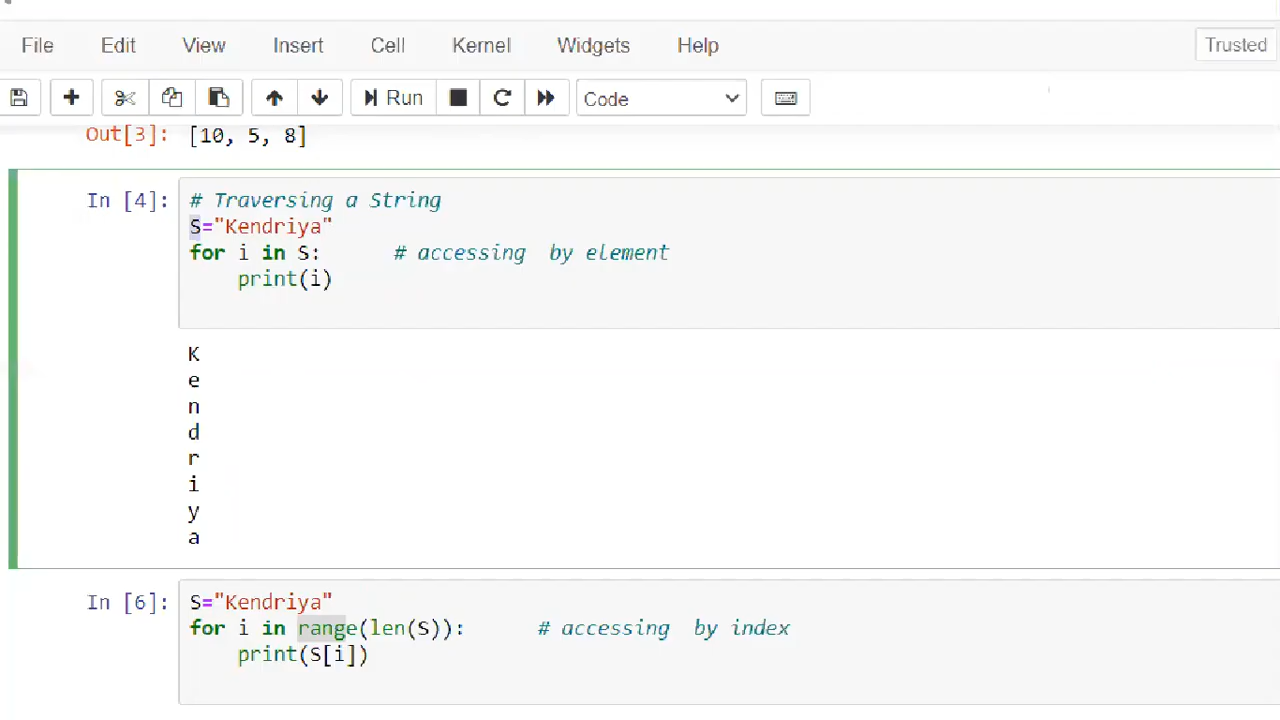 File Edit View Insert Cell Kernel Widgets Help Trusted
Run Code
Out[3]: [10, 5, 8]
In [4]: # Traversing a String
S="Kendriya"
for i in S:      # accessing  by element
    print(i)
K
e
n
d
r
i
y
a
In [6]: S="Kendriya"
for i in range(len(S)):      # accessing  by index
    print(S[i])